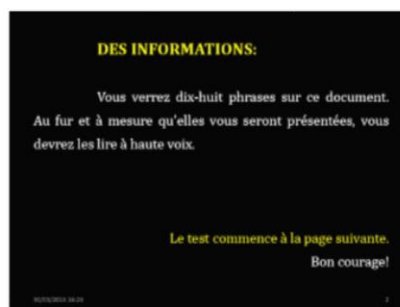 DES INFORMATIONS:
Vous verrez dix-huit phrases sur ce document.
Au fur et à mesure qu'elles vous seront présentées, vous
devrez les lire à haute voix.
Le test commence à la page suivante.
Bon courage!
2